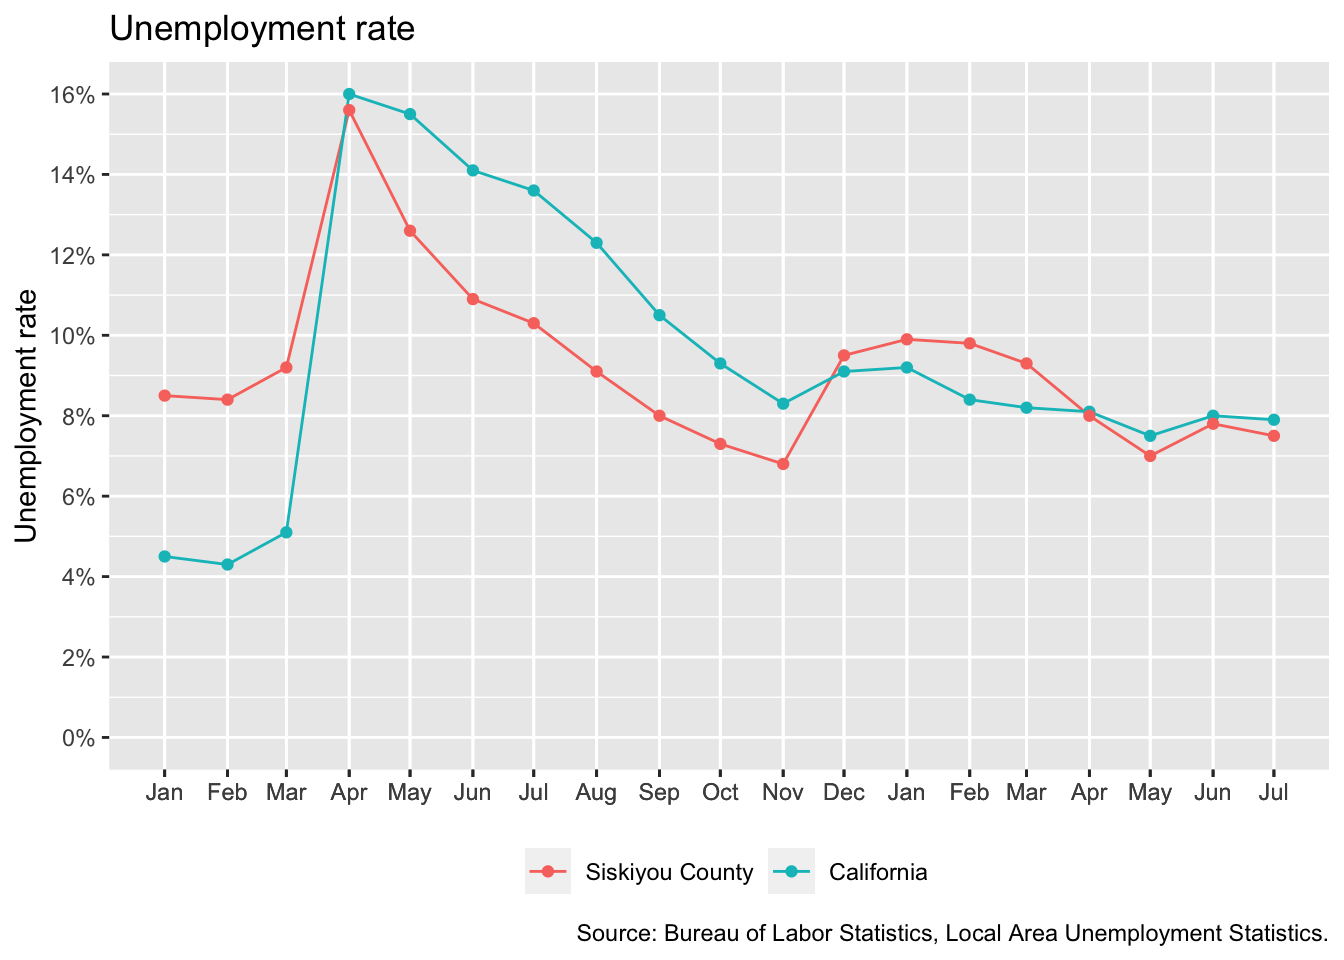 Unemployment rate
Unemployment rate
16%
14%
12%
10%
8%
6%
4%
2%
0%
Jan Feb Mar Apr May Jun Jul Aug Sep Oct Nov Dec Jan Feb Mar Apr May Jun Jul
Siskiyou County California
Source: Bureau of Labor Statistics, Local Area Unemployment Statistics.